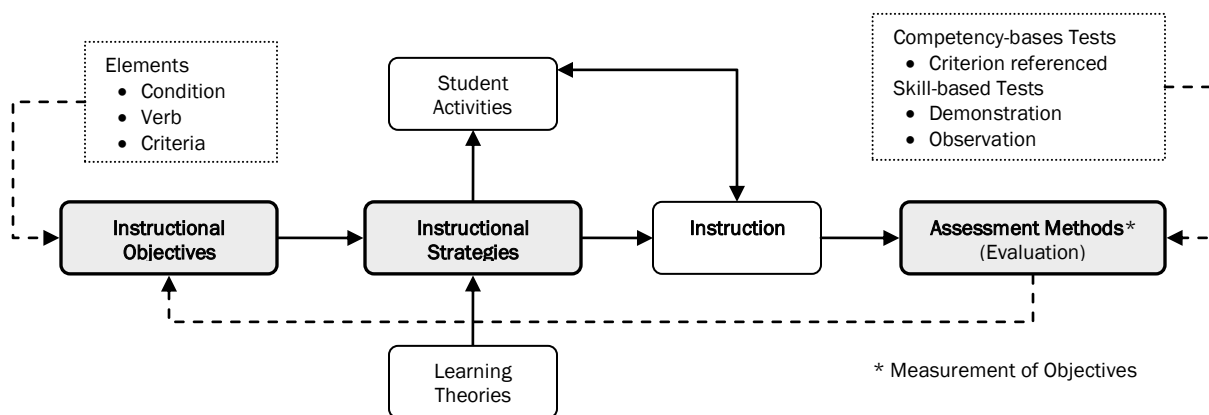 Elements
• Condition
• Verb
• Criteria
Student
Activities
Competency-bases Tests
• Criterion referenced
Skill-based Tests
• Demonstration
• Observation
Instructional
Objectives
Instructional
Strategies
Instruction
Assessment Methods*
(Evaluation)
Learning
Theories
* Measurement of Objectives